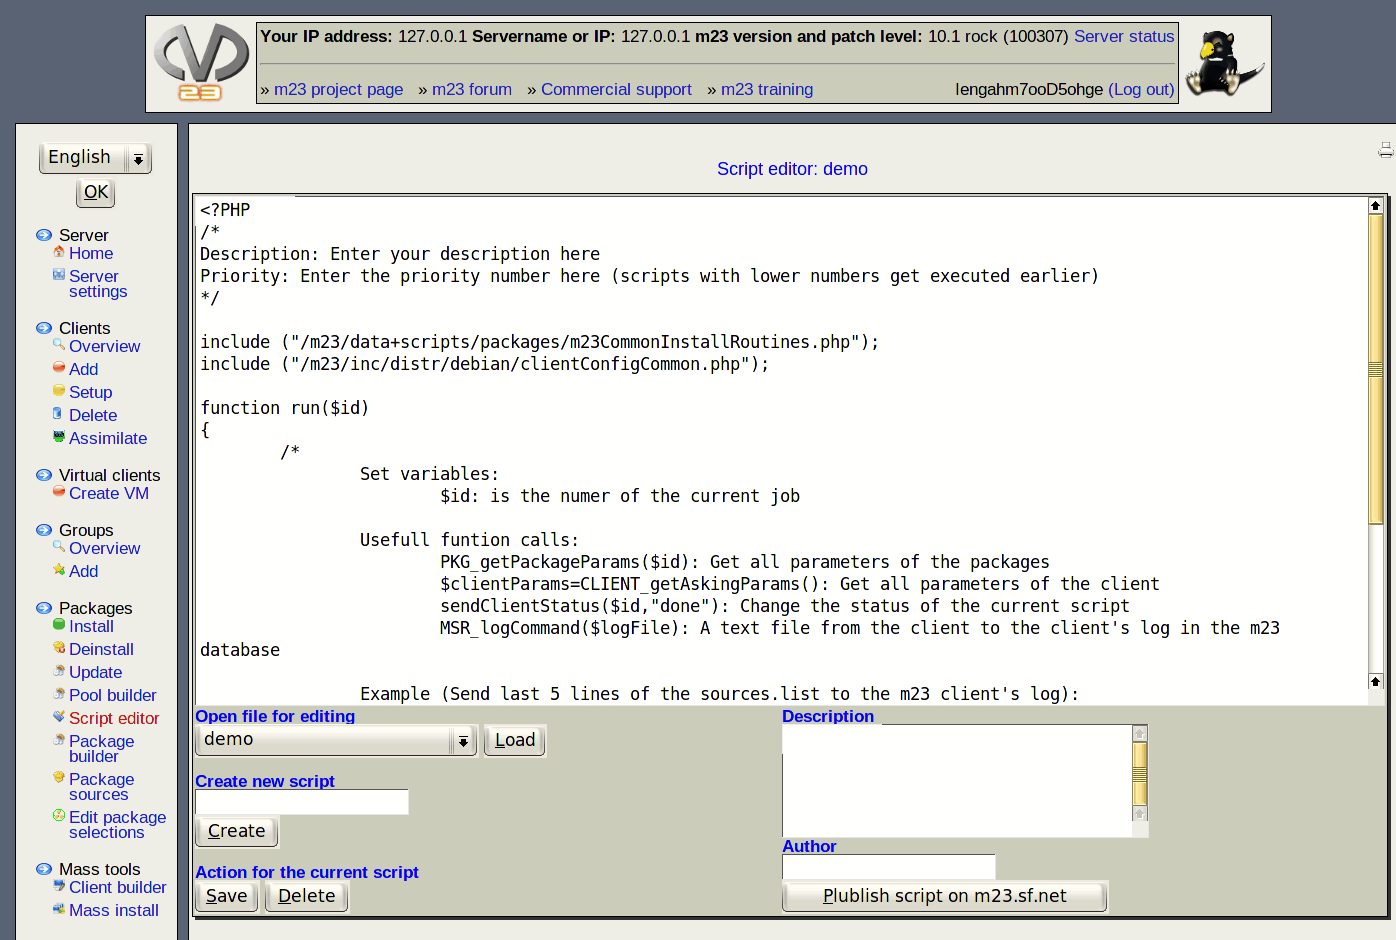 Your IP address: 127.0.0.1 Servername or IP: 127.0.0.1 m23 version and patch level: 10.1 rock (100307) Server status
23
» m23 project page » m23 forum » Commercial support » m23 training Iengahm7ooD5ohge (Log out)
English
OK
Server
Home
Server
settings
Clients
Overview
Add
Setup
Delete
Assimilate
Virtual clients
Create VM
Groups
Overview
Add
Packages
Install
Deinstall
Update
Pool builder
Script editor
Package
builder
Package
sources
Edit package
selections
Mass tools
Client builder
Mass install
Script editor: demo
<?PHP
/*
Description: Enter your description here
Priority: Enter the priority number here (scripts with lower numbers get executed earlier)
*/
include ("/m23/data+scripts/packages/m23CommonInstallRoutines.php");
include ("/m23/inc/distr/debian/clientConfigCommon.php");
function run($id)
{
/*
Set variables:
$id: is the numer of the current job
Usefull funtion calls:
PKG_getPackageParams($id): Get all parameters of the packages
$clientParams=CLIENT_getAskingParams(): Get all parameters of the client
sendClientStatus($id,"done"): Change the status of the current script
MSR_logCommand($logFile): A text file from the client to the client's log in the m23
database
Example (Send last 5 lines of the sources.list to the m23 client's log):
Open file for editing
demo
Load
Create new script
Create
Action for the current script
Save Delete
Description
Author
Plublish script on m23.sf.net